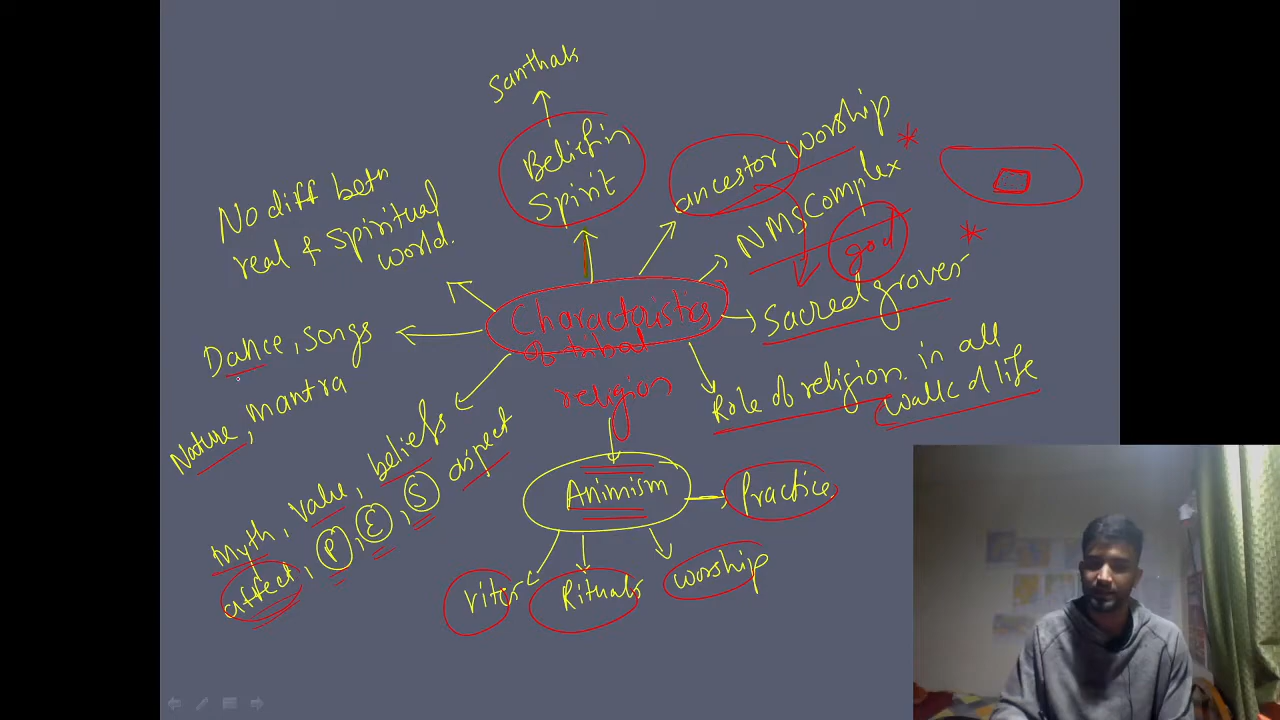 Santhals
Belief in
Spirit
ancestor worship
NMS Complex
god
Sacred groves
No diff betn
real & spiritual
world.
Characteristics
of tribal
religion
Dance, songs
Nature, mantra
Role of religion in all
walk of life
Myth, value, beliefs
affect, P, E, S aspect
Animism
Practice
rites
Rituals
worship